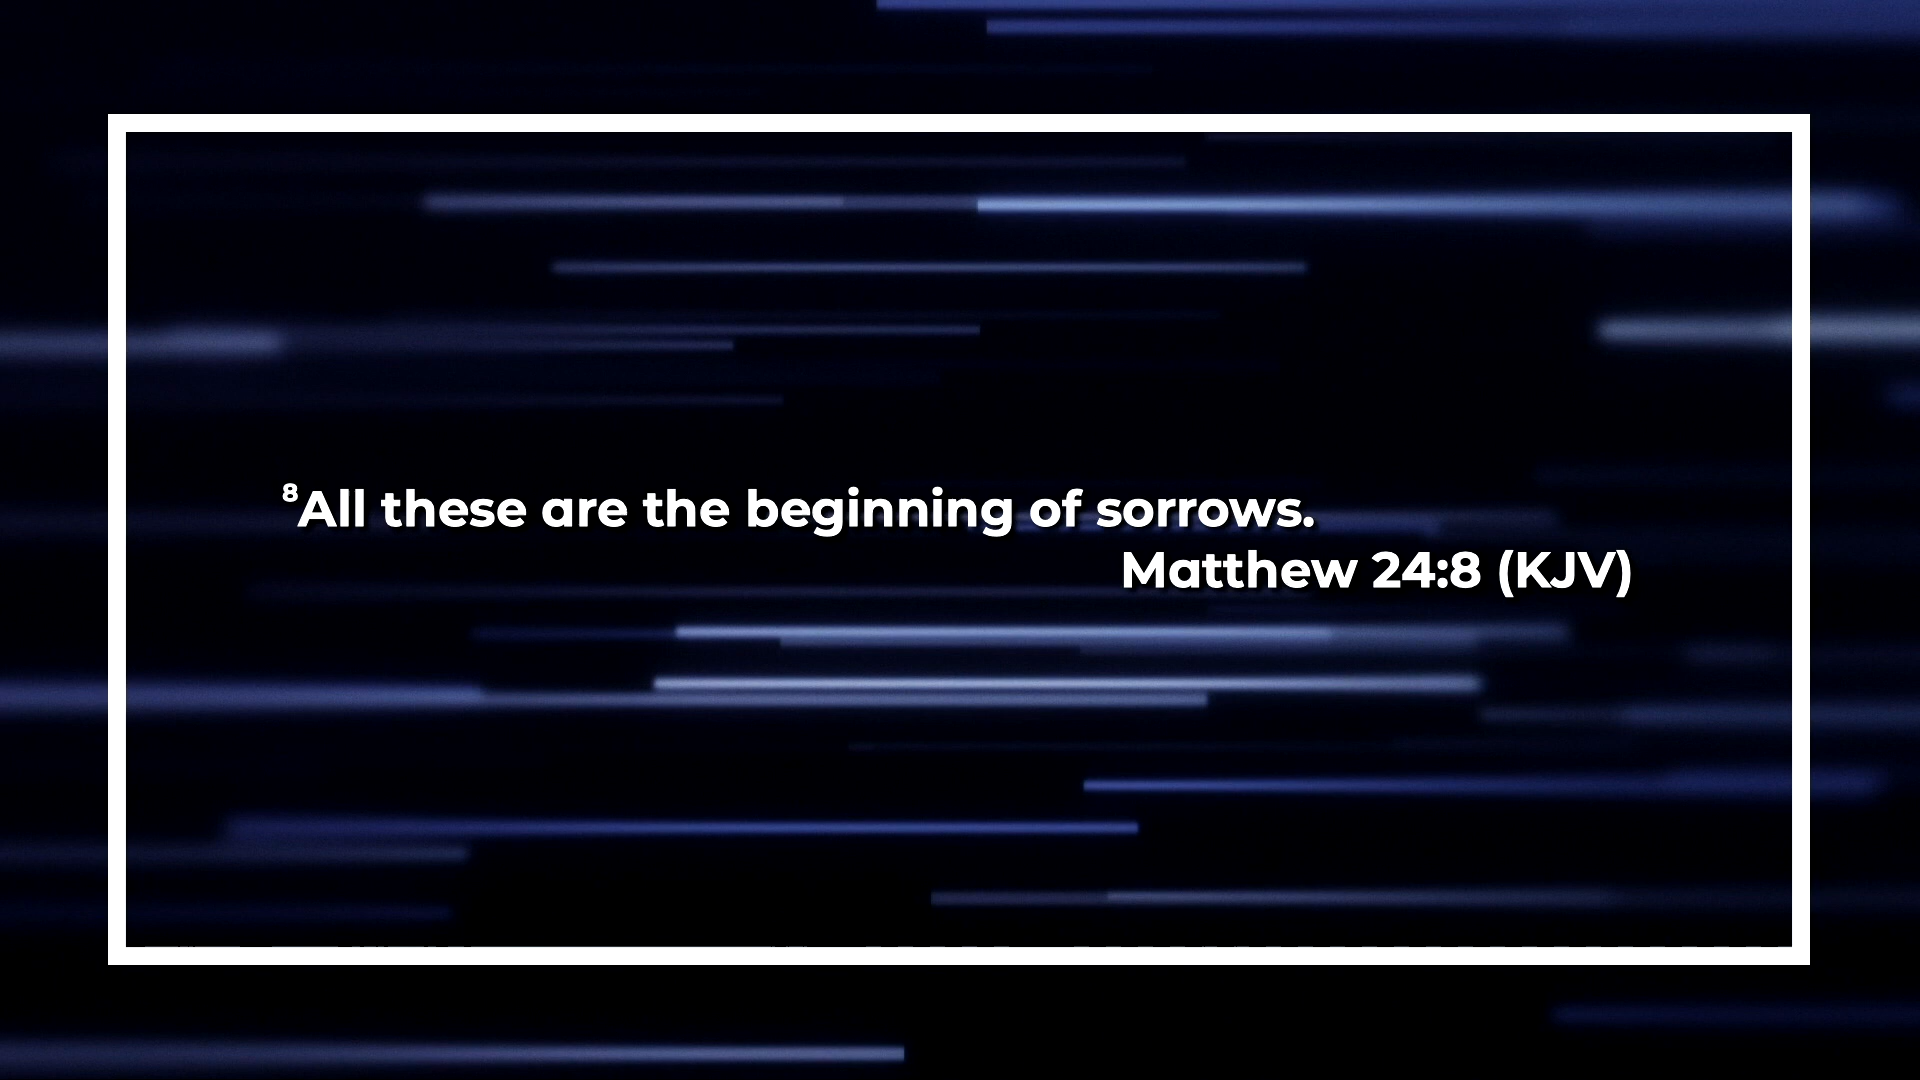 ⁸All these are the beginning of sorrows.
Matthew 24:8 (KJV)